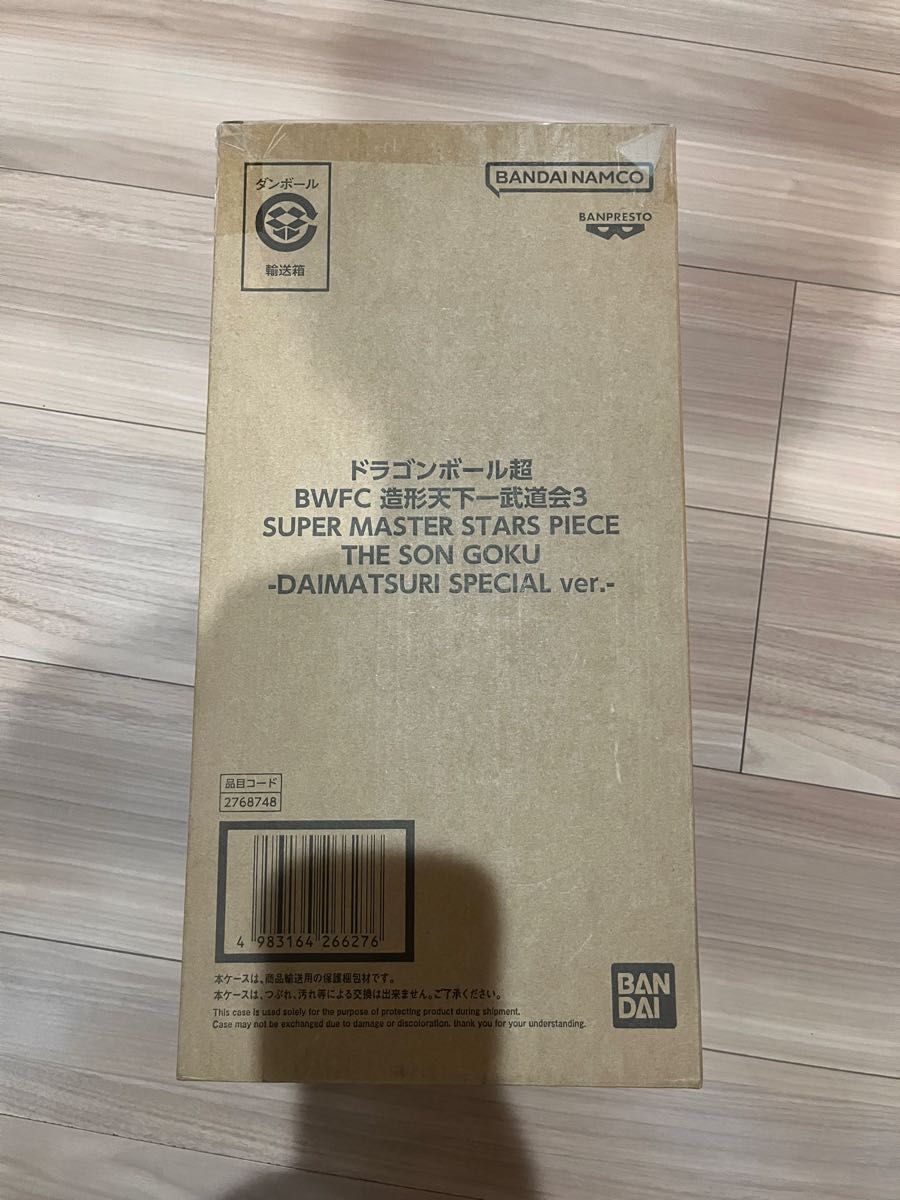 ダンボール
輸送箱
BANDAI NAMCO
BANPRESTO
ドラゴンボール超
BWFC 造形天下一武道会3
SUPER MASTER STARS PIECE
THE SON GOKU
-DAIMATSURI SPECIAL ver.-
品目コード
2768748
4 983164 266276
本ケースは、商品輸送用の保護梱包材です。
本ケースは、つぶれ、汚れ等による交換は出来ません。ご了承ください。
This case is used solely for the purpose of protecting product during shipment.
Case may not be exchanged due to damage or discoloration. thank you for your understanding.
BAN
DAI